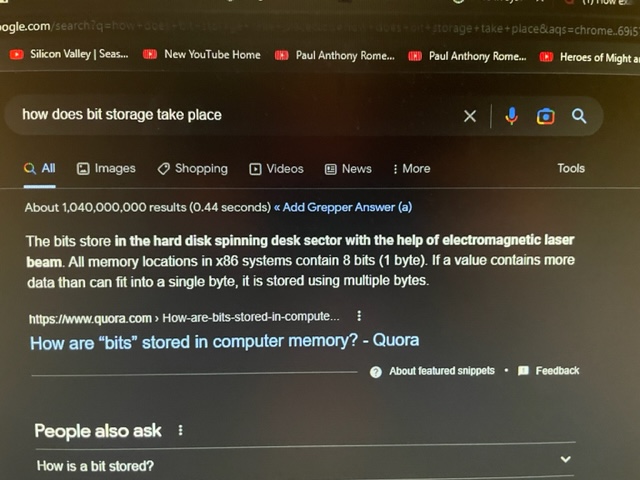 ogle.com/search?q=how+does+bit+storage+take+place&aqs=chrome..69i5
Silicon Valley | Seas... New YouTube Home Paul Anthony Rome... Paul Anthony Rome... Heroes of Might a
how does bit storage take place
All Images Shopping Videos News More Tools
About 1,040,000,000 results (0.44 seconds) « Add Grepper Answer (a)
The bits store in the hard disk spinning desk sector with the help of electromagnetic laser
beam. All memory locations in x86 systems contain 8 bits (1 byte). If a value contains more
data than can fit into a single byte, it is stored using multiple bytes.
https://www.quora.com › How-are-bits-stored-in-compute...
How are “bits” stored in computer memory? - Quora
About featured snippets • Feedback
People also ask
How is a bit stored?